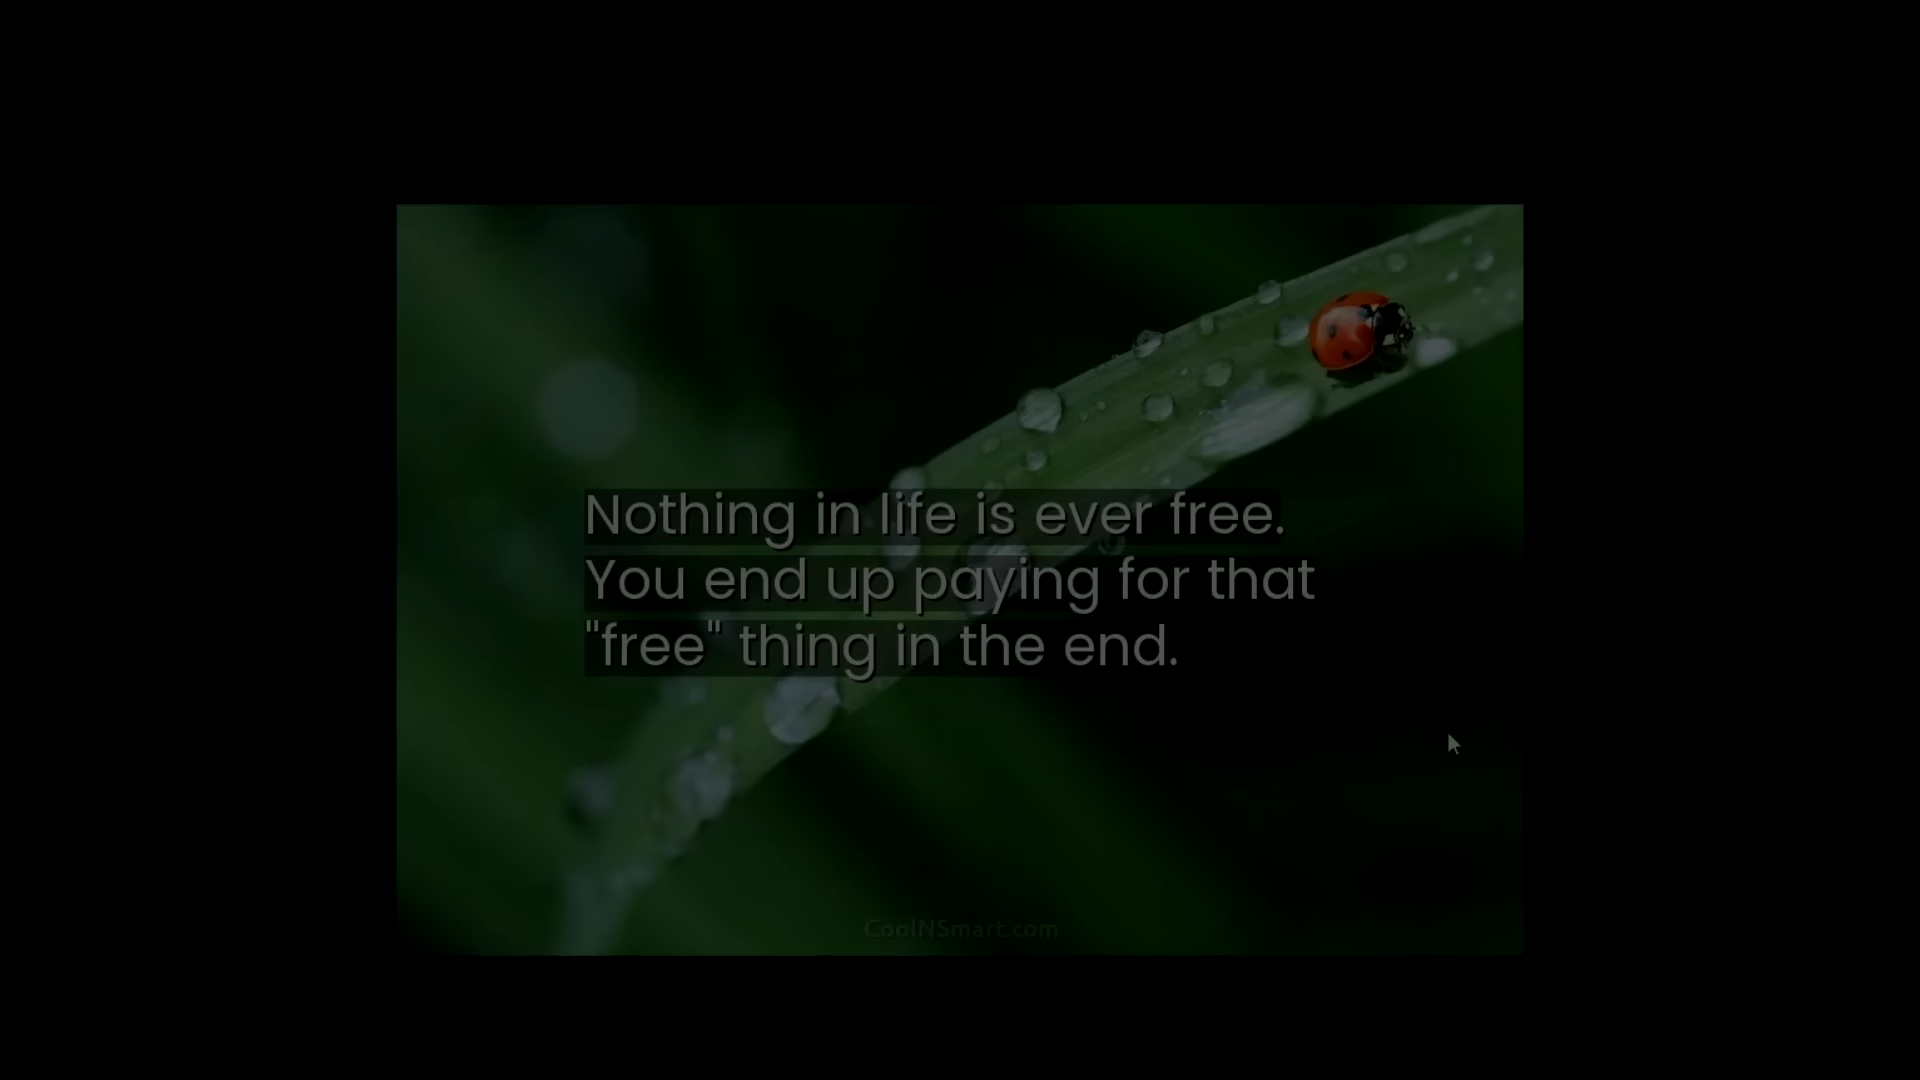 Nothing in life is ever free.
You end up paying for that
"free" thing in the end.
CoolNSmart.com